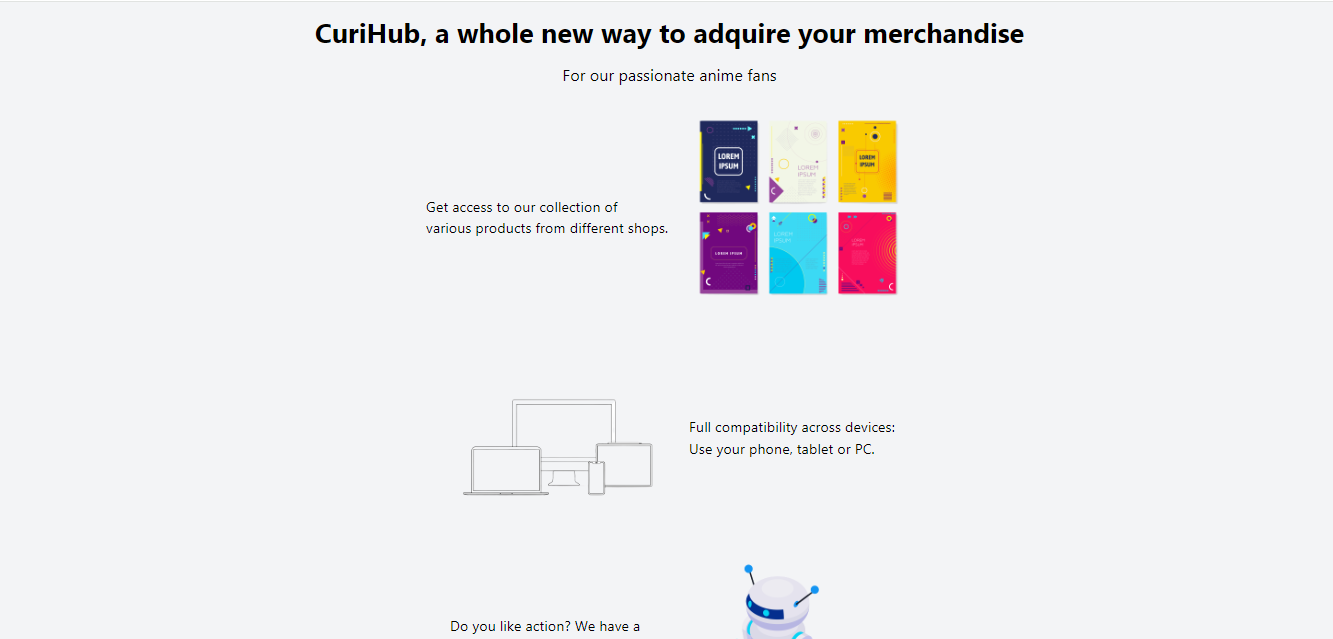 CuriHub, a whole new way to adquire your merchandise
For our passionate anime fans
LOREM
IPSUM
LOREM
IPSUM
LOREM
IPSUM
Get access to our collection of
various products from different shops.
LOREM IPSUM
LOREM
IPSUM
LOREM
IPSUM
Full compatibility across devices:
Use your phone, tablet or PC.
Do you like action? We have a